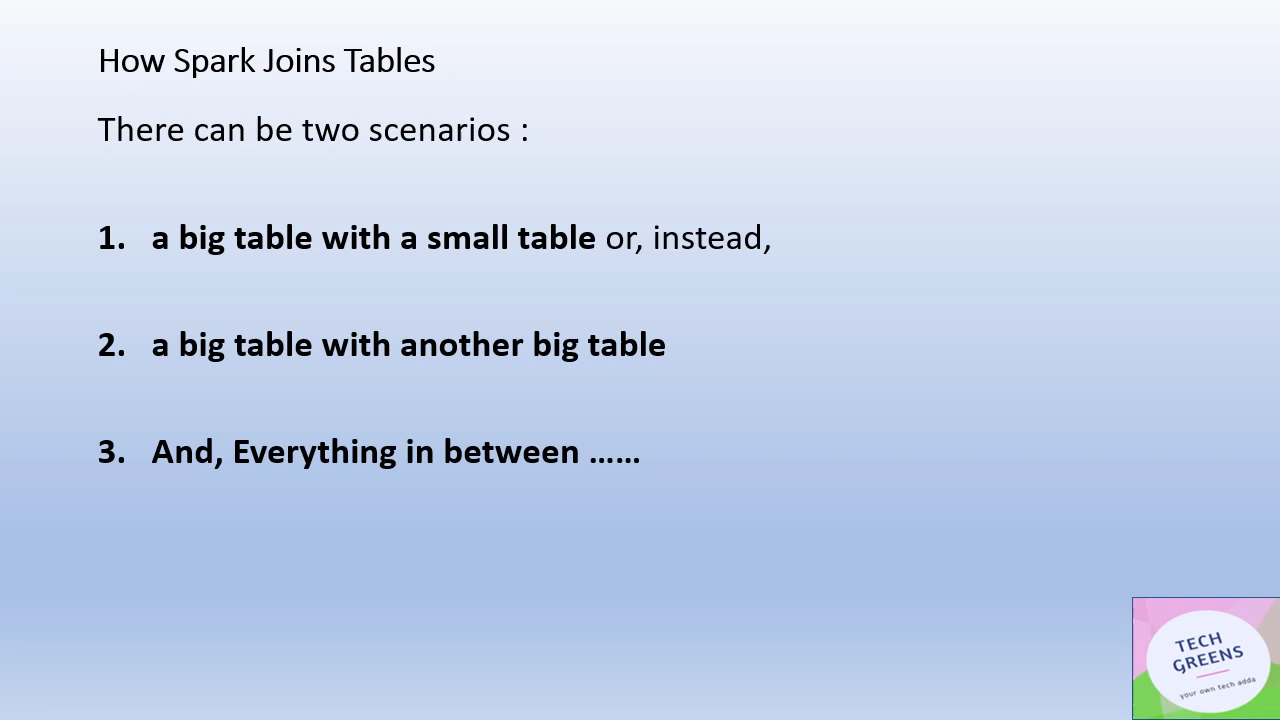 How Spark Joins Tables
There can be two scenarios :
1. a big table with a small table or, instead,
2. a big table with another big table
3. And, Everything in between ……
TECH
GREENS
your own tech adda